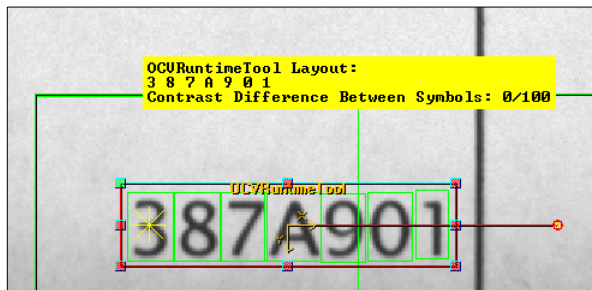 OCVRuntimeTool Layout:
3 8 7 A 9 0 1
Contrast Difference Between Symbols: 0/100
OCVRuntimeTool
387A901
X
Y